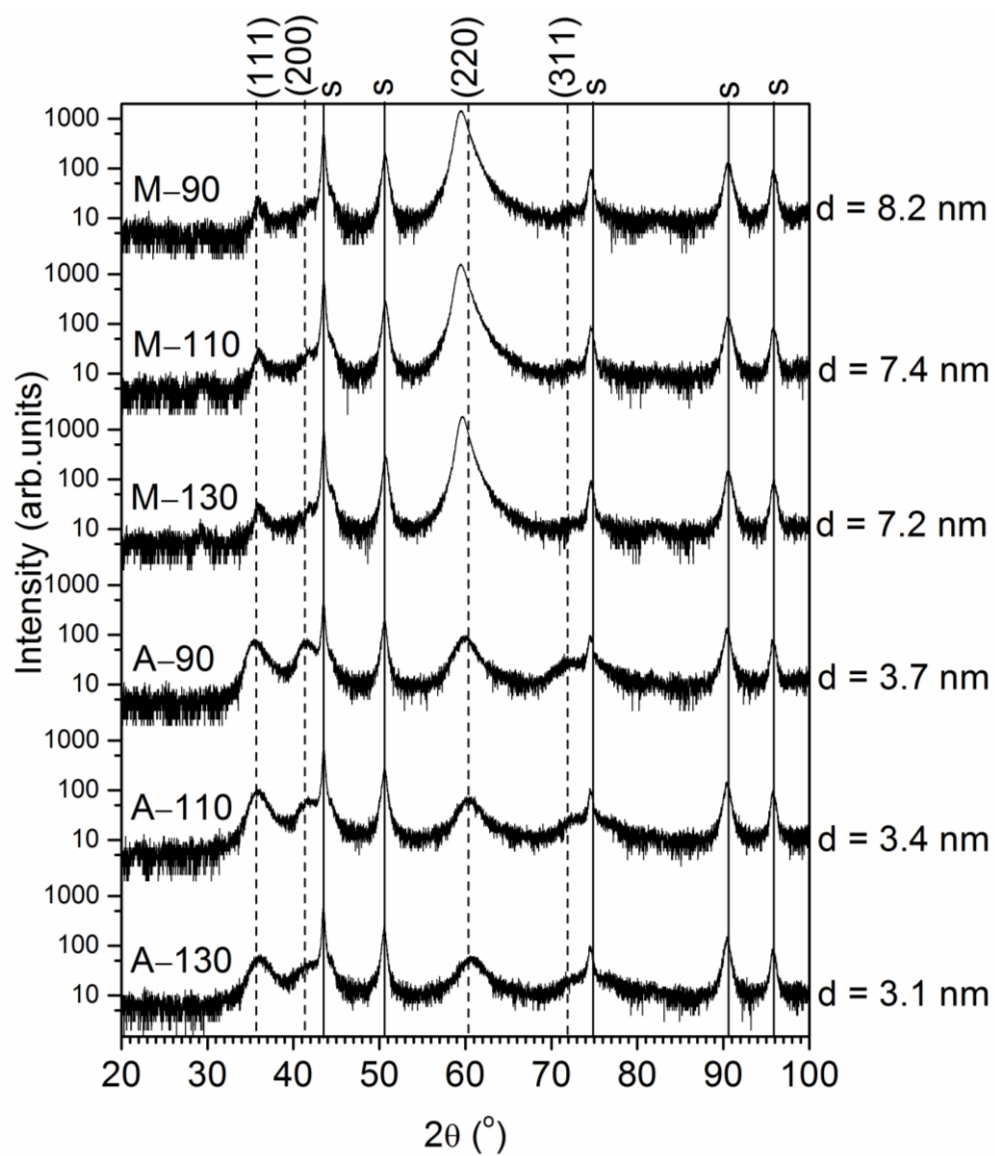 (111)
(200)
s
s
(220)
(311)
s
s
s
1000
100
10
M–90
d = 8.2 nm
1000
100
10
M–110
d = 7.4 nm
1000
100
10
M–130
d = 7.2 nm
1000
100
10
A–90
d = 3.7 nm
1000
100
10
A–110
d = 3.4 nm
1000
100
10
A–130
d = 3.1 nm
Intensity (arb.units)
20 30 40 50 60 70 80 90 100
2θ (°)